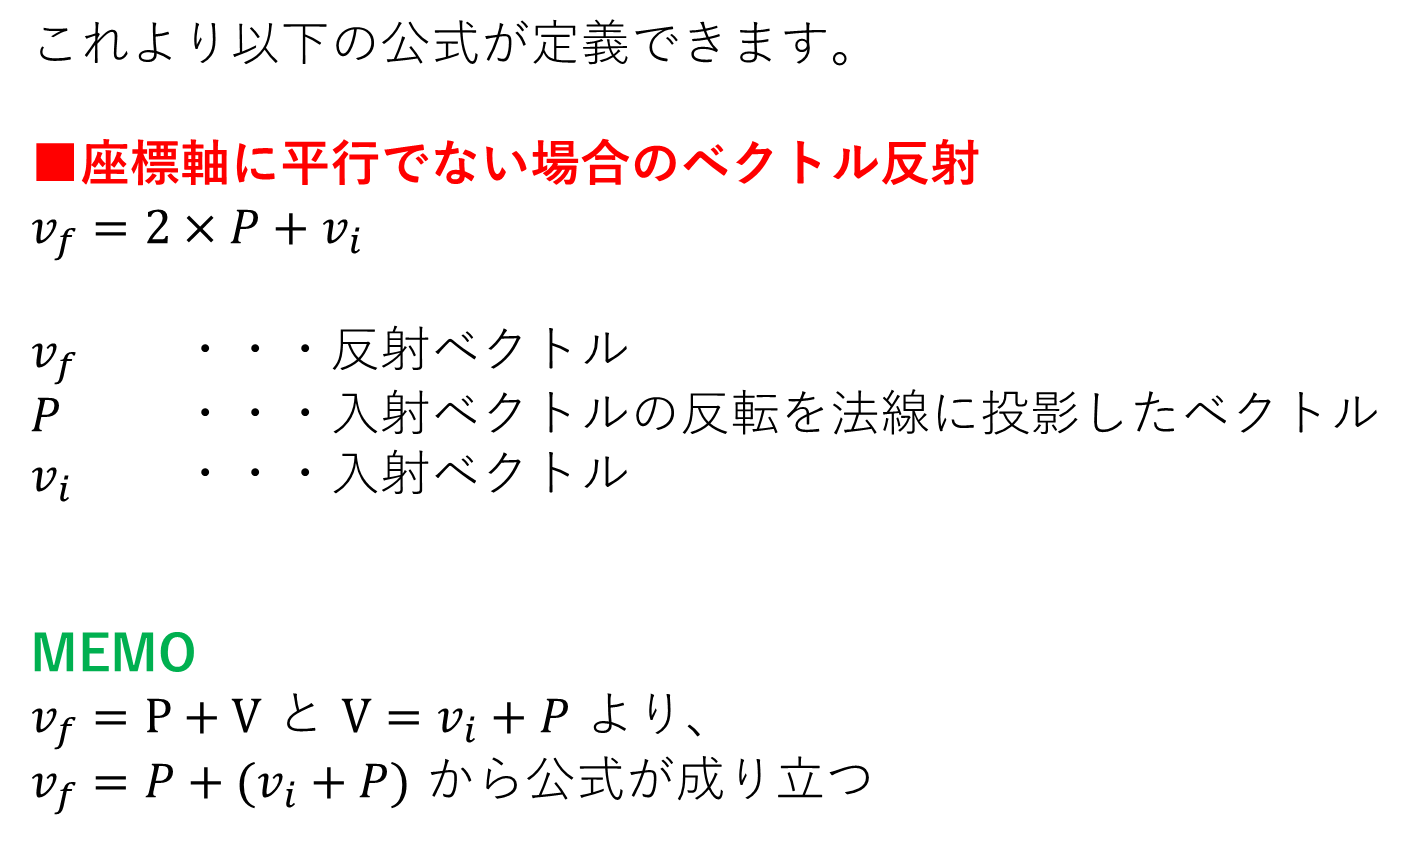 これより以下の公式が定義できます。
■座標軸に平行でない場合のベクトル反射
v_f = 2 × P + v_i
v_f ・・・反射ベクトル
P ・・・入射ベクトルの反転を法線に投影したベクトル
v_i ・・・入射ベクトル
MEMO
v_f = P + V と V = v_i + P より、
v_f = P + (v_i + P) から公式が成り立つ